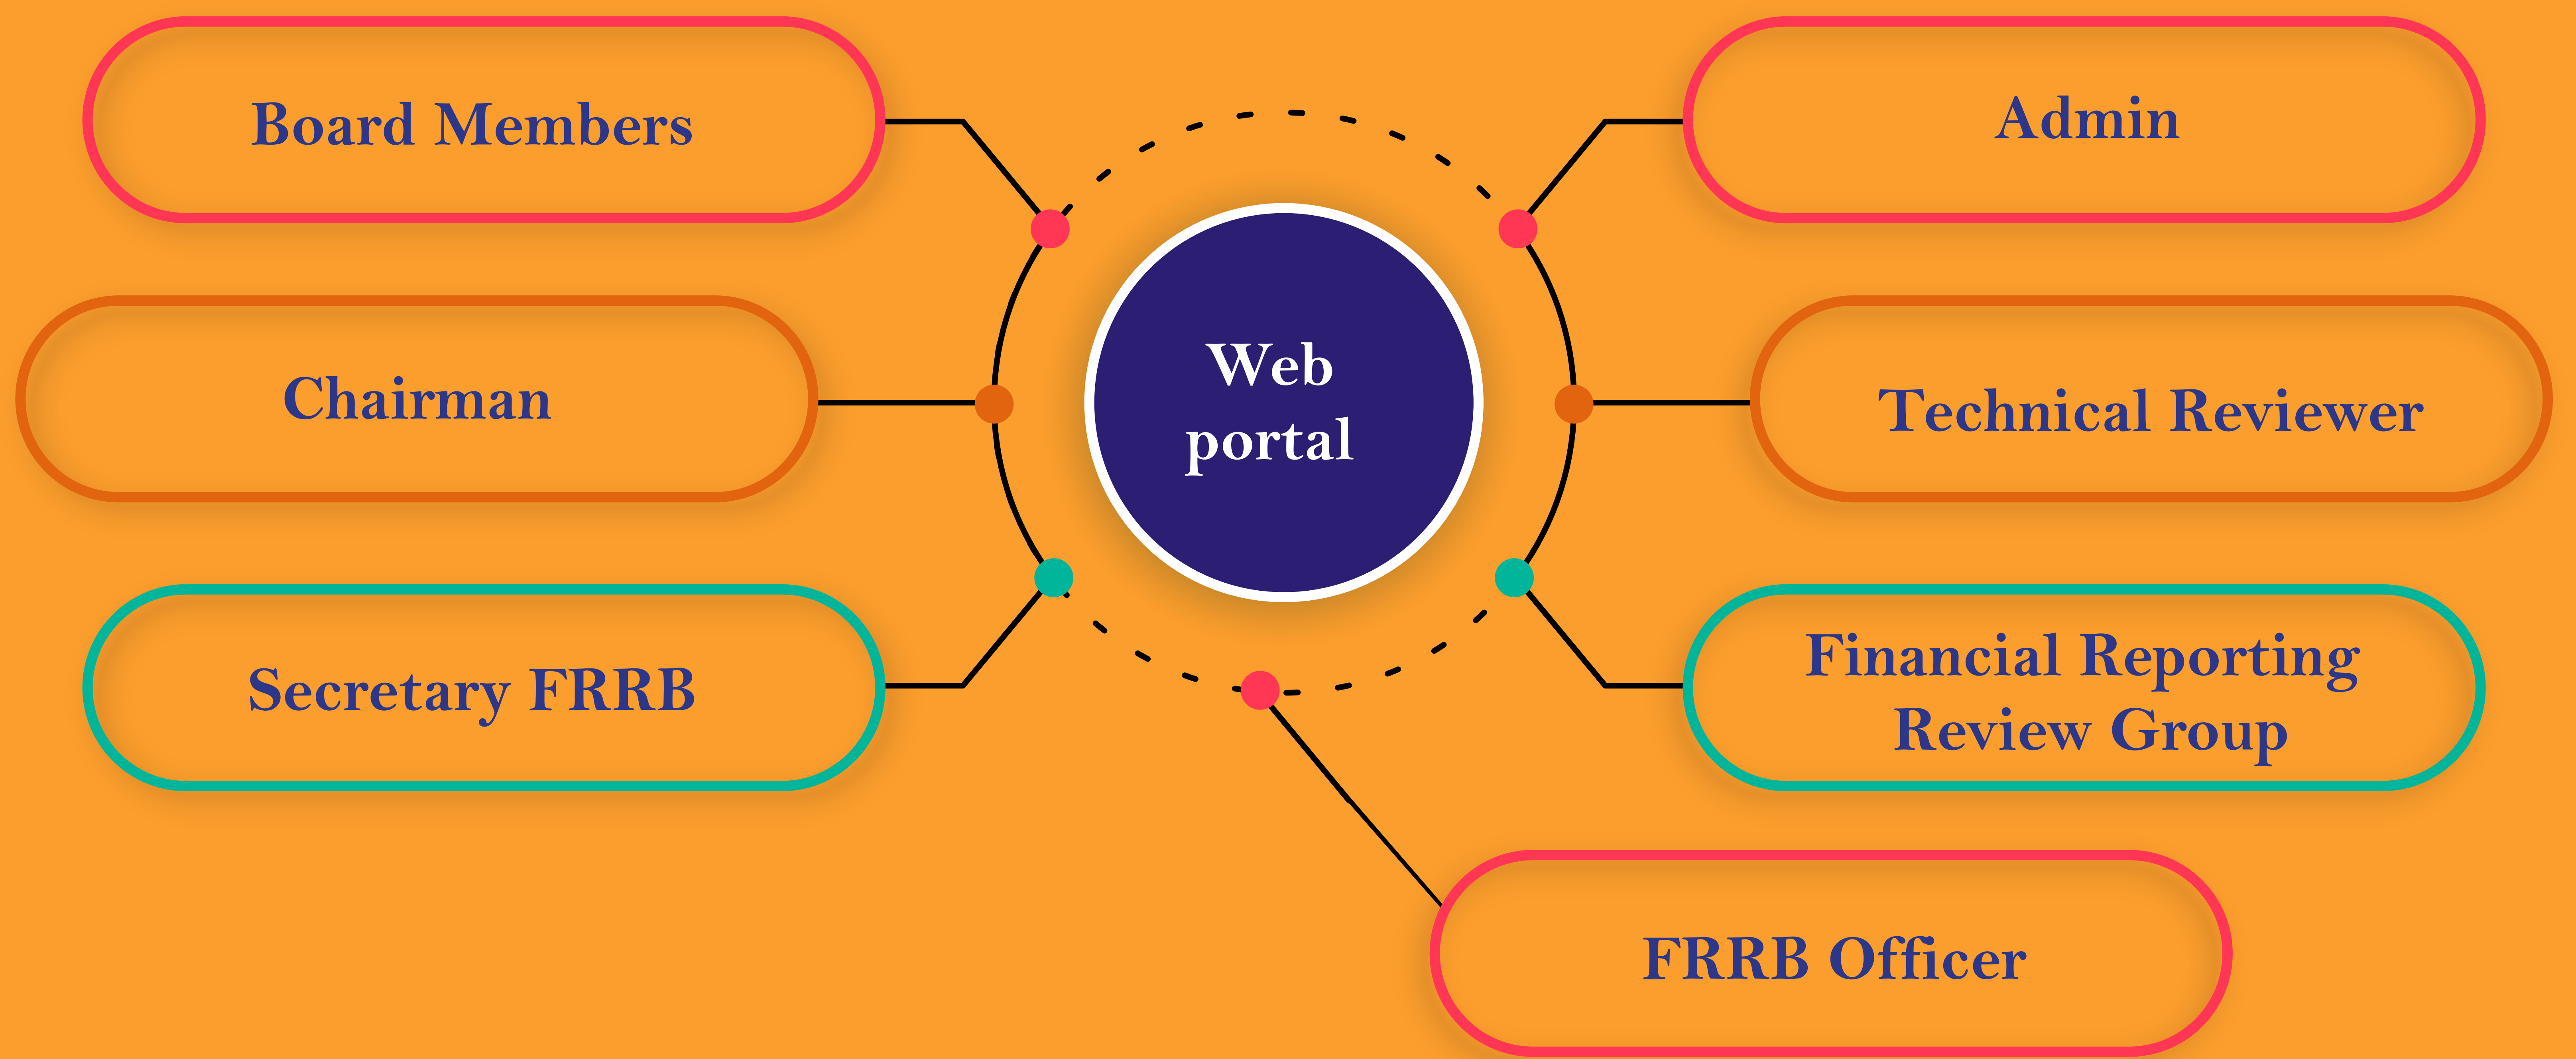 Board Members
Admin
Web
portal
Chairman
Technical Reviewer
Secretary FRRB
Financial Reporting
Review Group
FRRB Officer